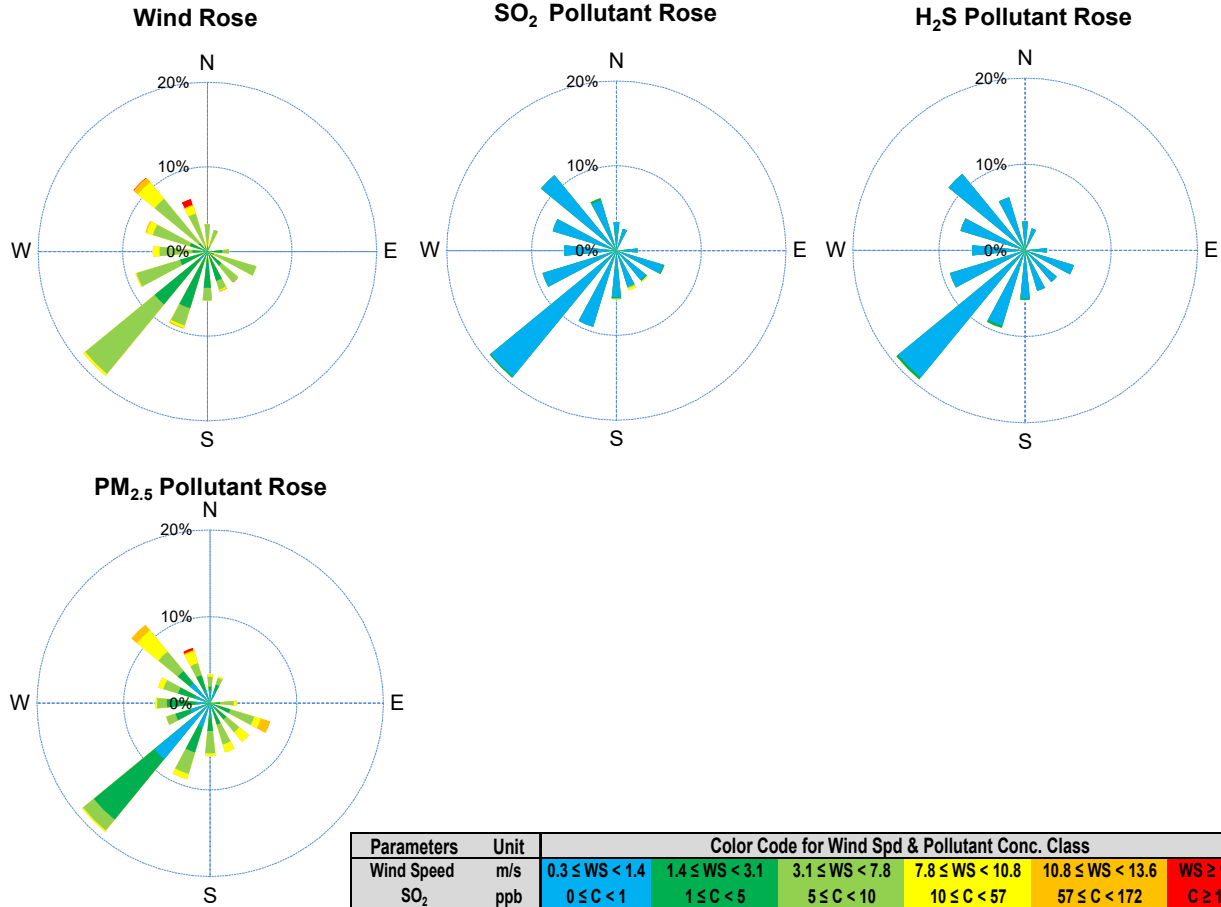 Wind Rose
SO₂ Pollutant Rose
H₂S Pollutant Rose
N
20%
10%
0%
W
E
S
N
20%
10%
0%
W
E
S
N
20%
10%
0%
W
E
S
PM₂.₅ Pollutant Rose
N
20%
10%
0%
W
E
S
Parameters Unit Color Code for Wind Spd & Pollutant Conc. Class
Wind Speed m/s 0.3 ≤ WS < 1.4 1.4 ≤ WS < 3.1 3.1 ≤ WS < 7.8 7.8 ≤ WS < 10.8 10.8 ≤ WS < 13.6 WS ≥ 1
SO₂ ppb 0 ≤ C < 1 1 ≤ C < 5 5 ≤ C < 10 10 ≤ C < 57 57 ≤ C < 172 C ≥ 1